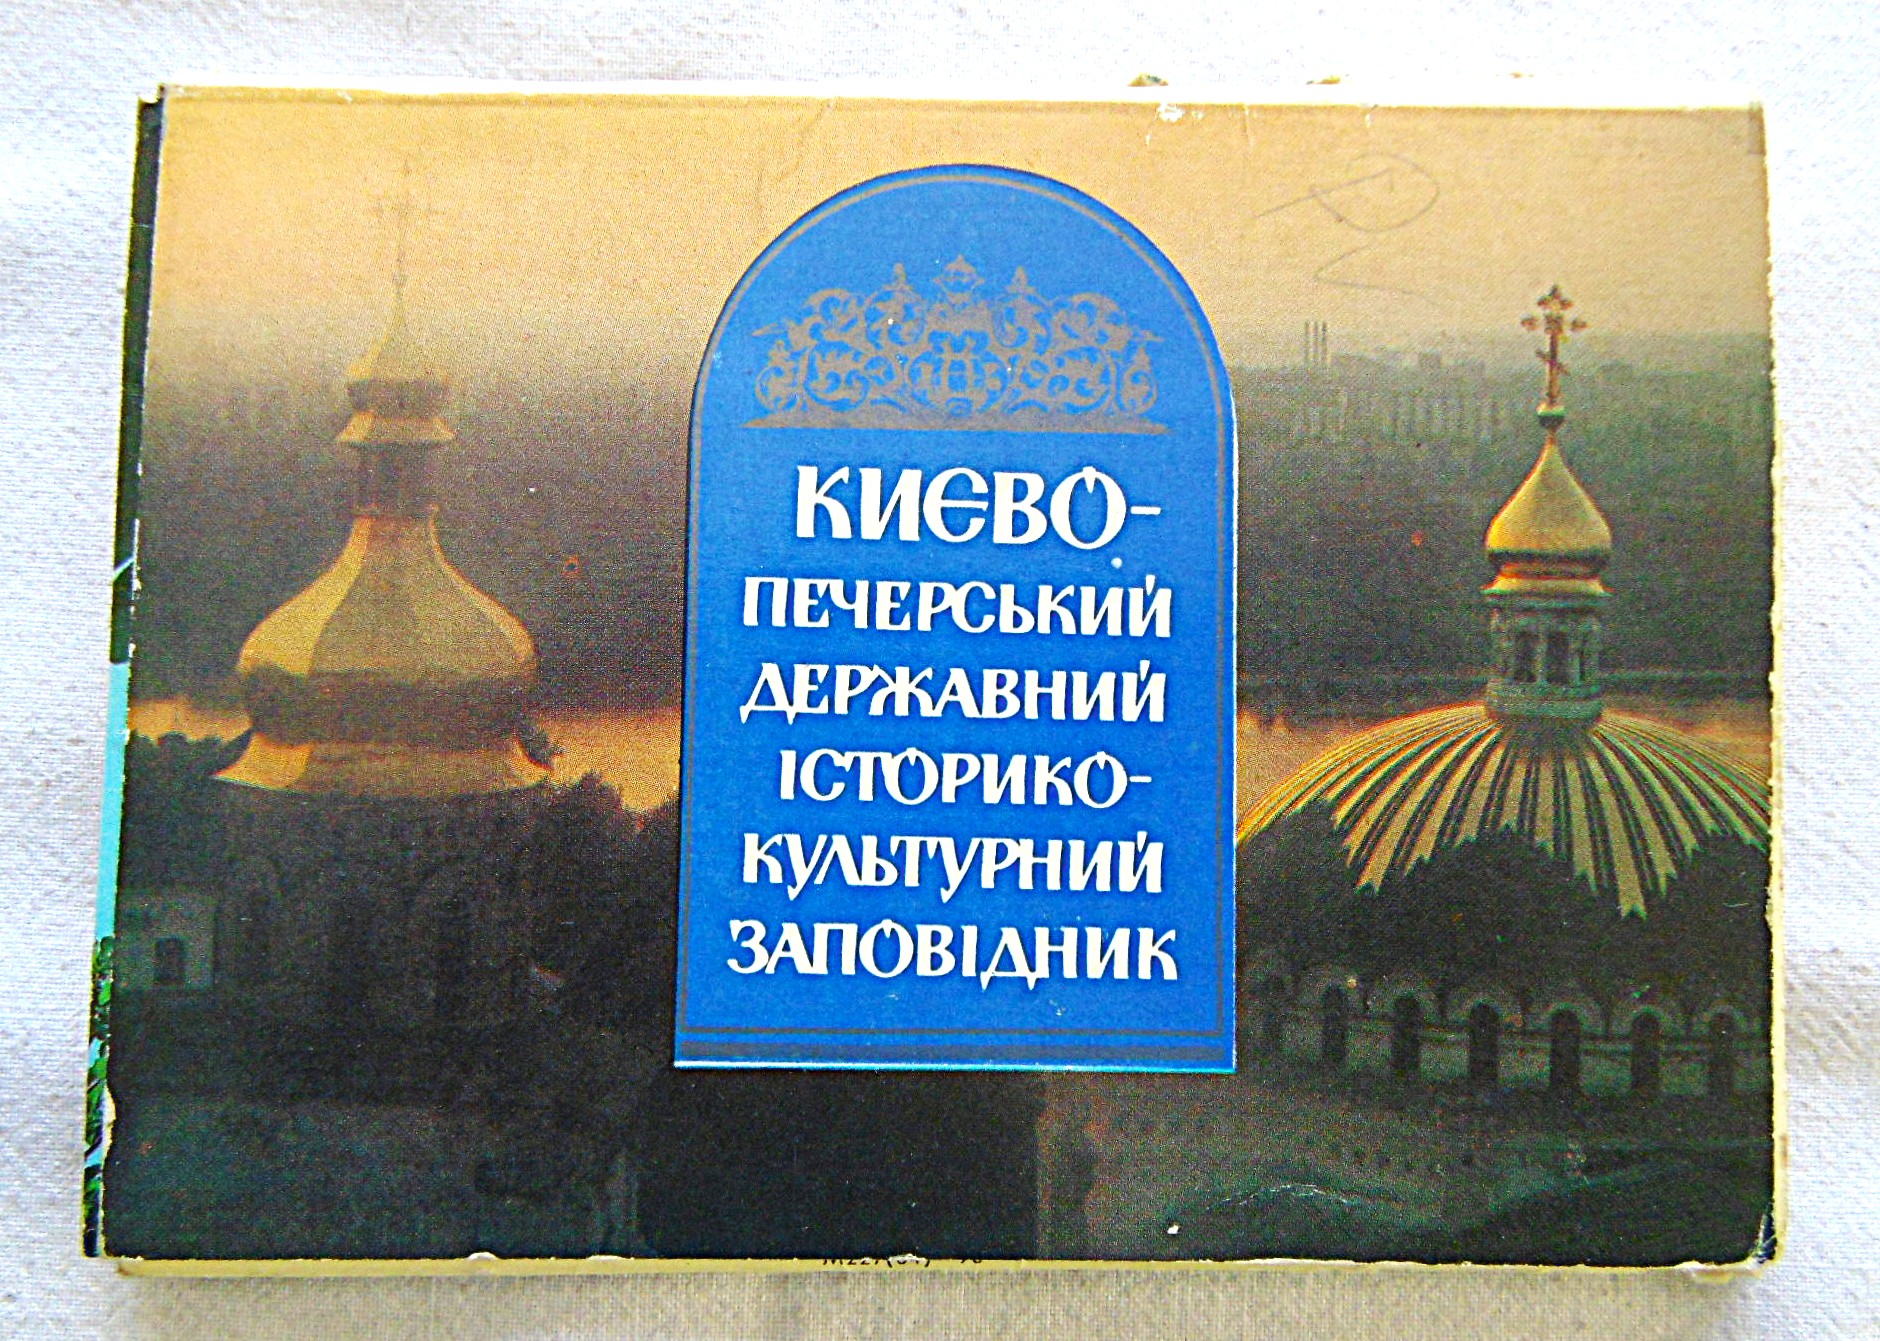 КИЄВО-
ПЕЧЕРСЬКИЙ
ДЕРЖАВНИЙ
ІСТОРИКО-
КУЛЬТУРНИЙ
ЗАПОВІДНИК